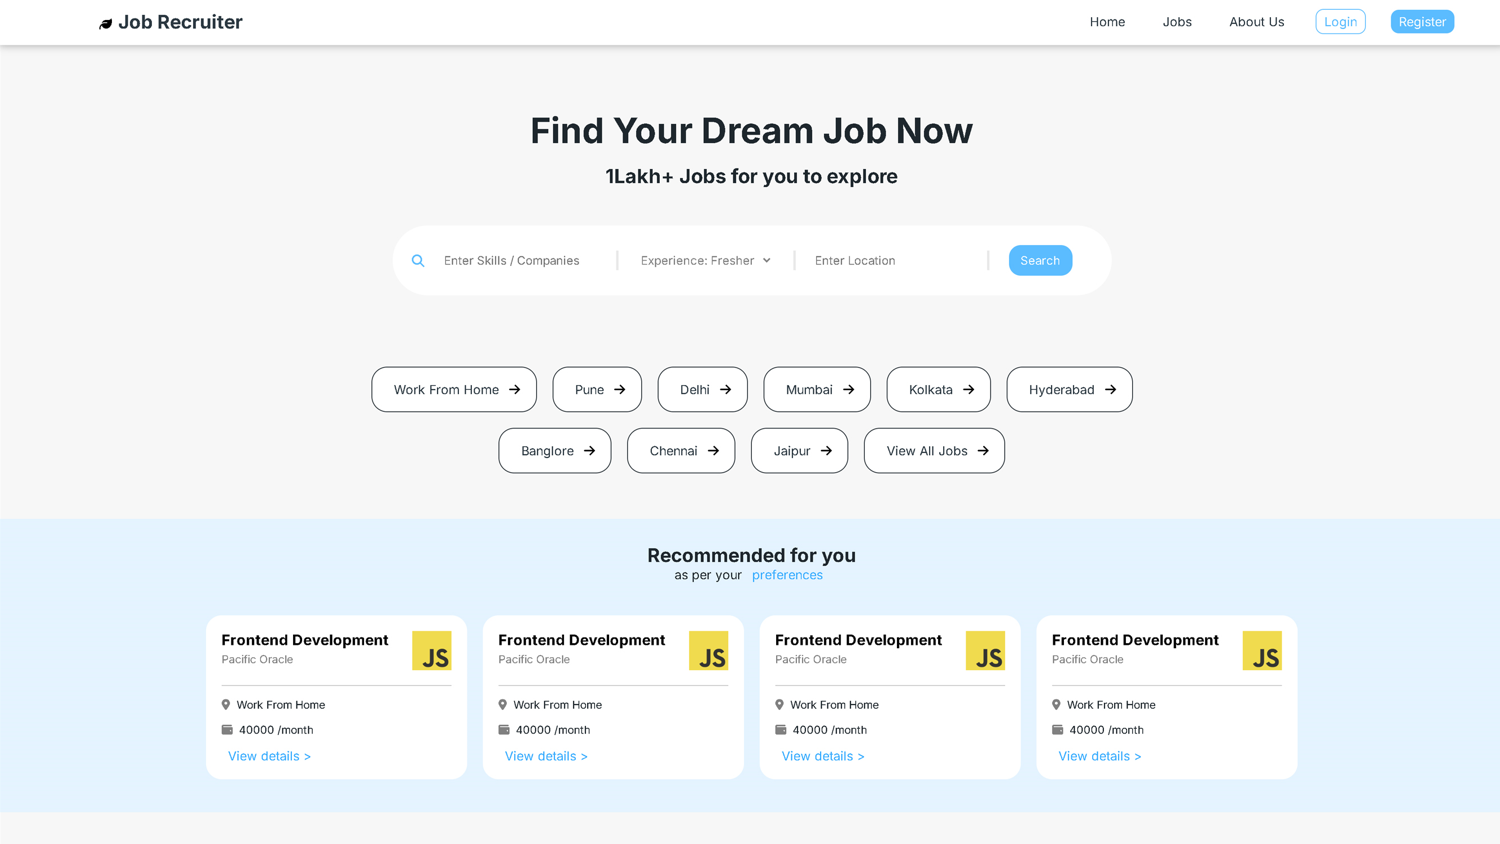 Job Recruiter Home Jobs About Us Login Register
Find Your Dream Job Now
1Lakh+ Jobs for you to explore
Enter Skills / Companies Experience: Fresher Enter Location Search
Work From Home Pune Delhi Mumbai Kolkata Hyderabad
Banglore Chennai Jaipur View All Jobs
Recommended for you
as per your preferences
Frontend Development
Pacific Oracle
JS
Work From Home
40000 /month
View details >
Frontend Development
Pacific Oracle
JS
Work From Home
40000 /month
View details >
Frontend Development
Pacific Oracle
JS
Work From Home
40000 /month
View details >
Frontend Development
Pacific Oracle
JS
Work From Home
40000 /month
View details >